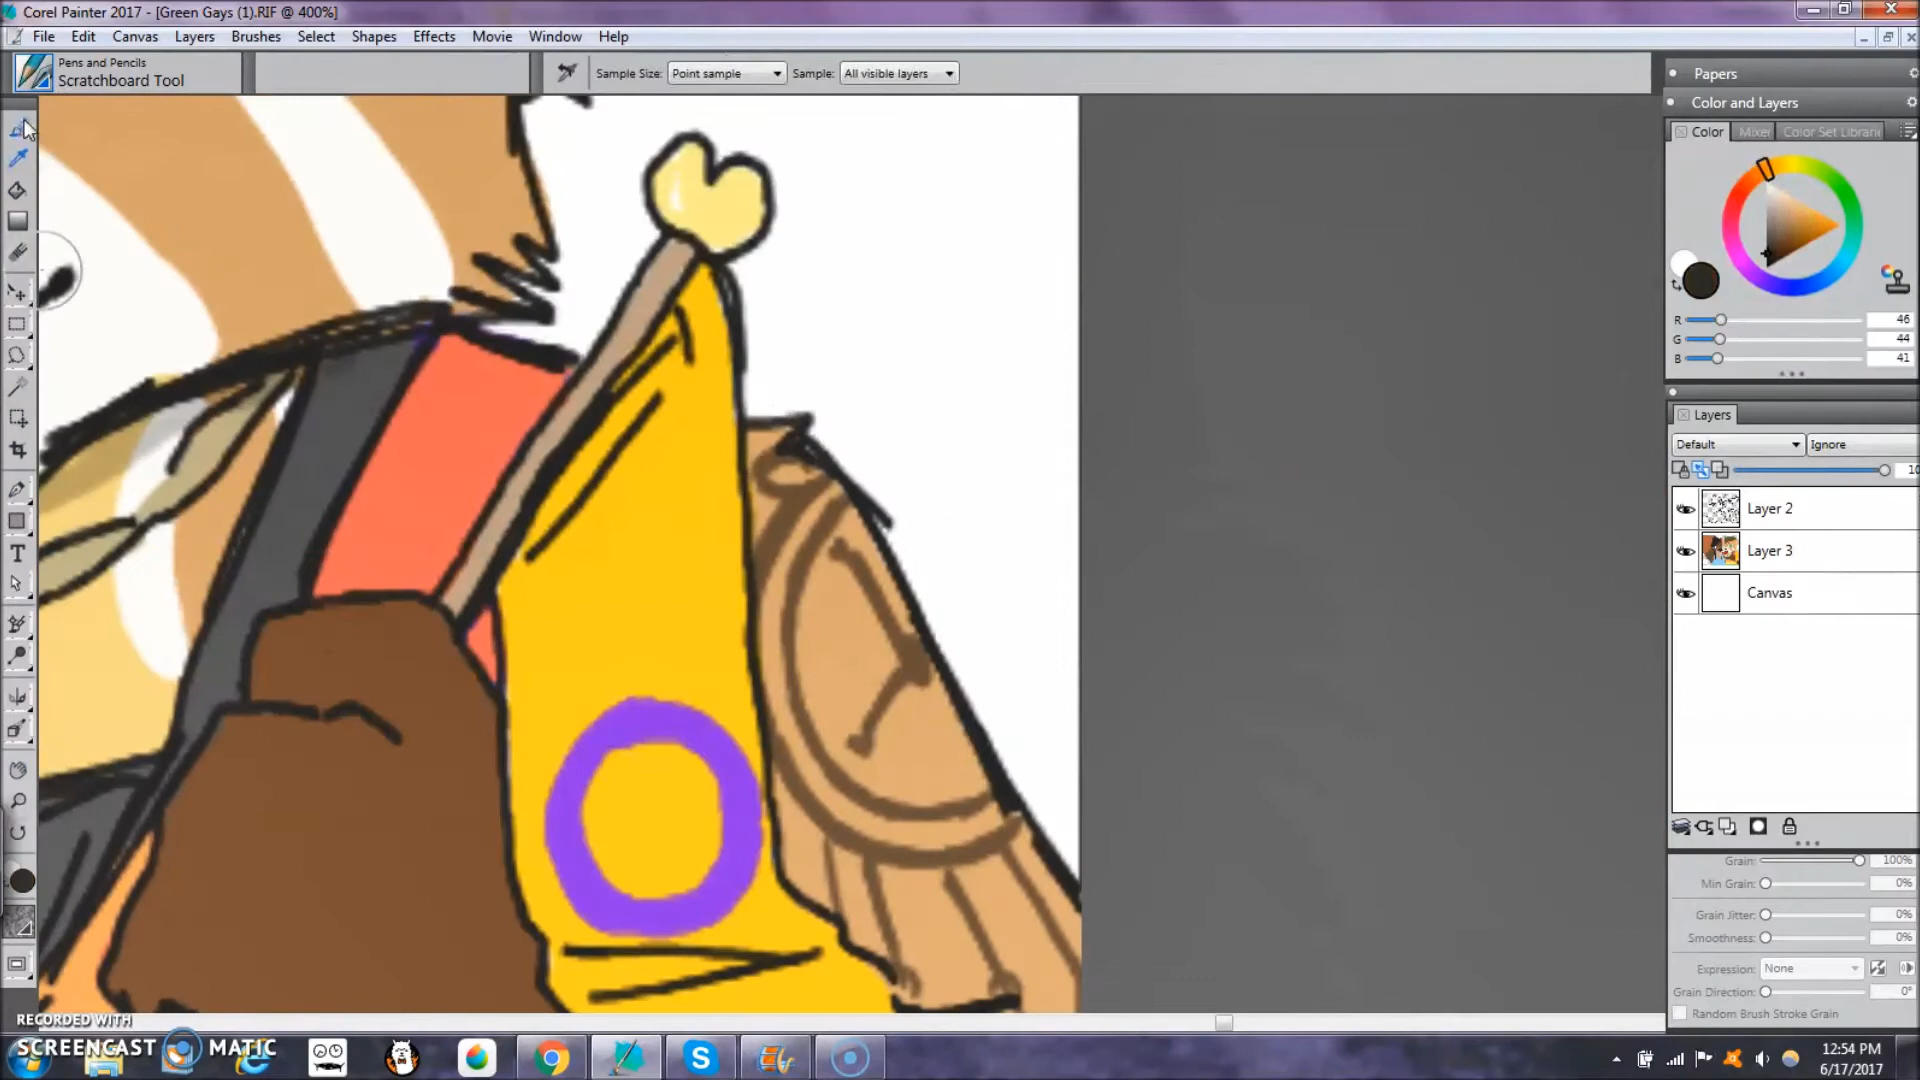 Corel Painter 2017 - [Green Gays (1).RIF @ 400%]
File Edit Canvas Layers Brushes Select Shapes Effects Movie Window Help
Pens and Pencils
Scratchboard Tool
Sample Size: Point sample Sample: All visible layers
Papers
Color and Layers
Color Mixer Color Set Librari
R 46
G 44
B 41
Layers
Default Ignore
10
Layer 2
Layer 3
Canvas
T
Grain: 100%
Min Grain: 0%
Grain Jitter: 0%
Smoothness: 0%
Expression: None
Grain Direction: 0°
Random Brush Stroke Grain
RECORDED WITH
SCREENCAST MATIC
12:54 PM
6/17/2017